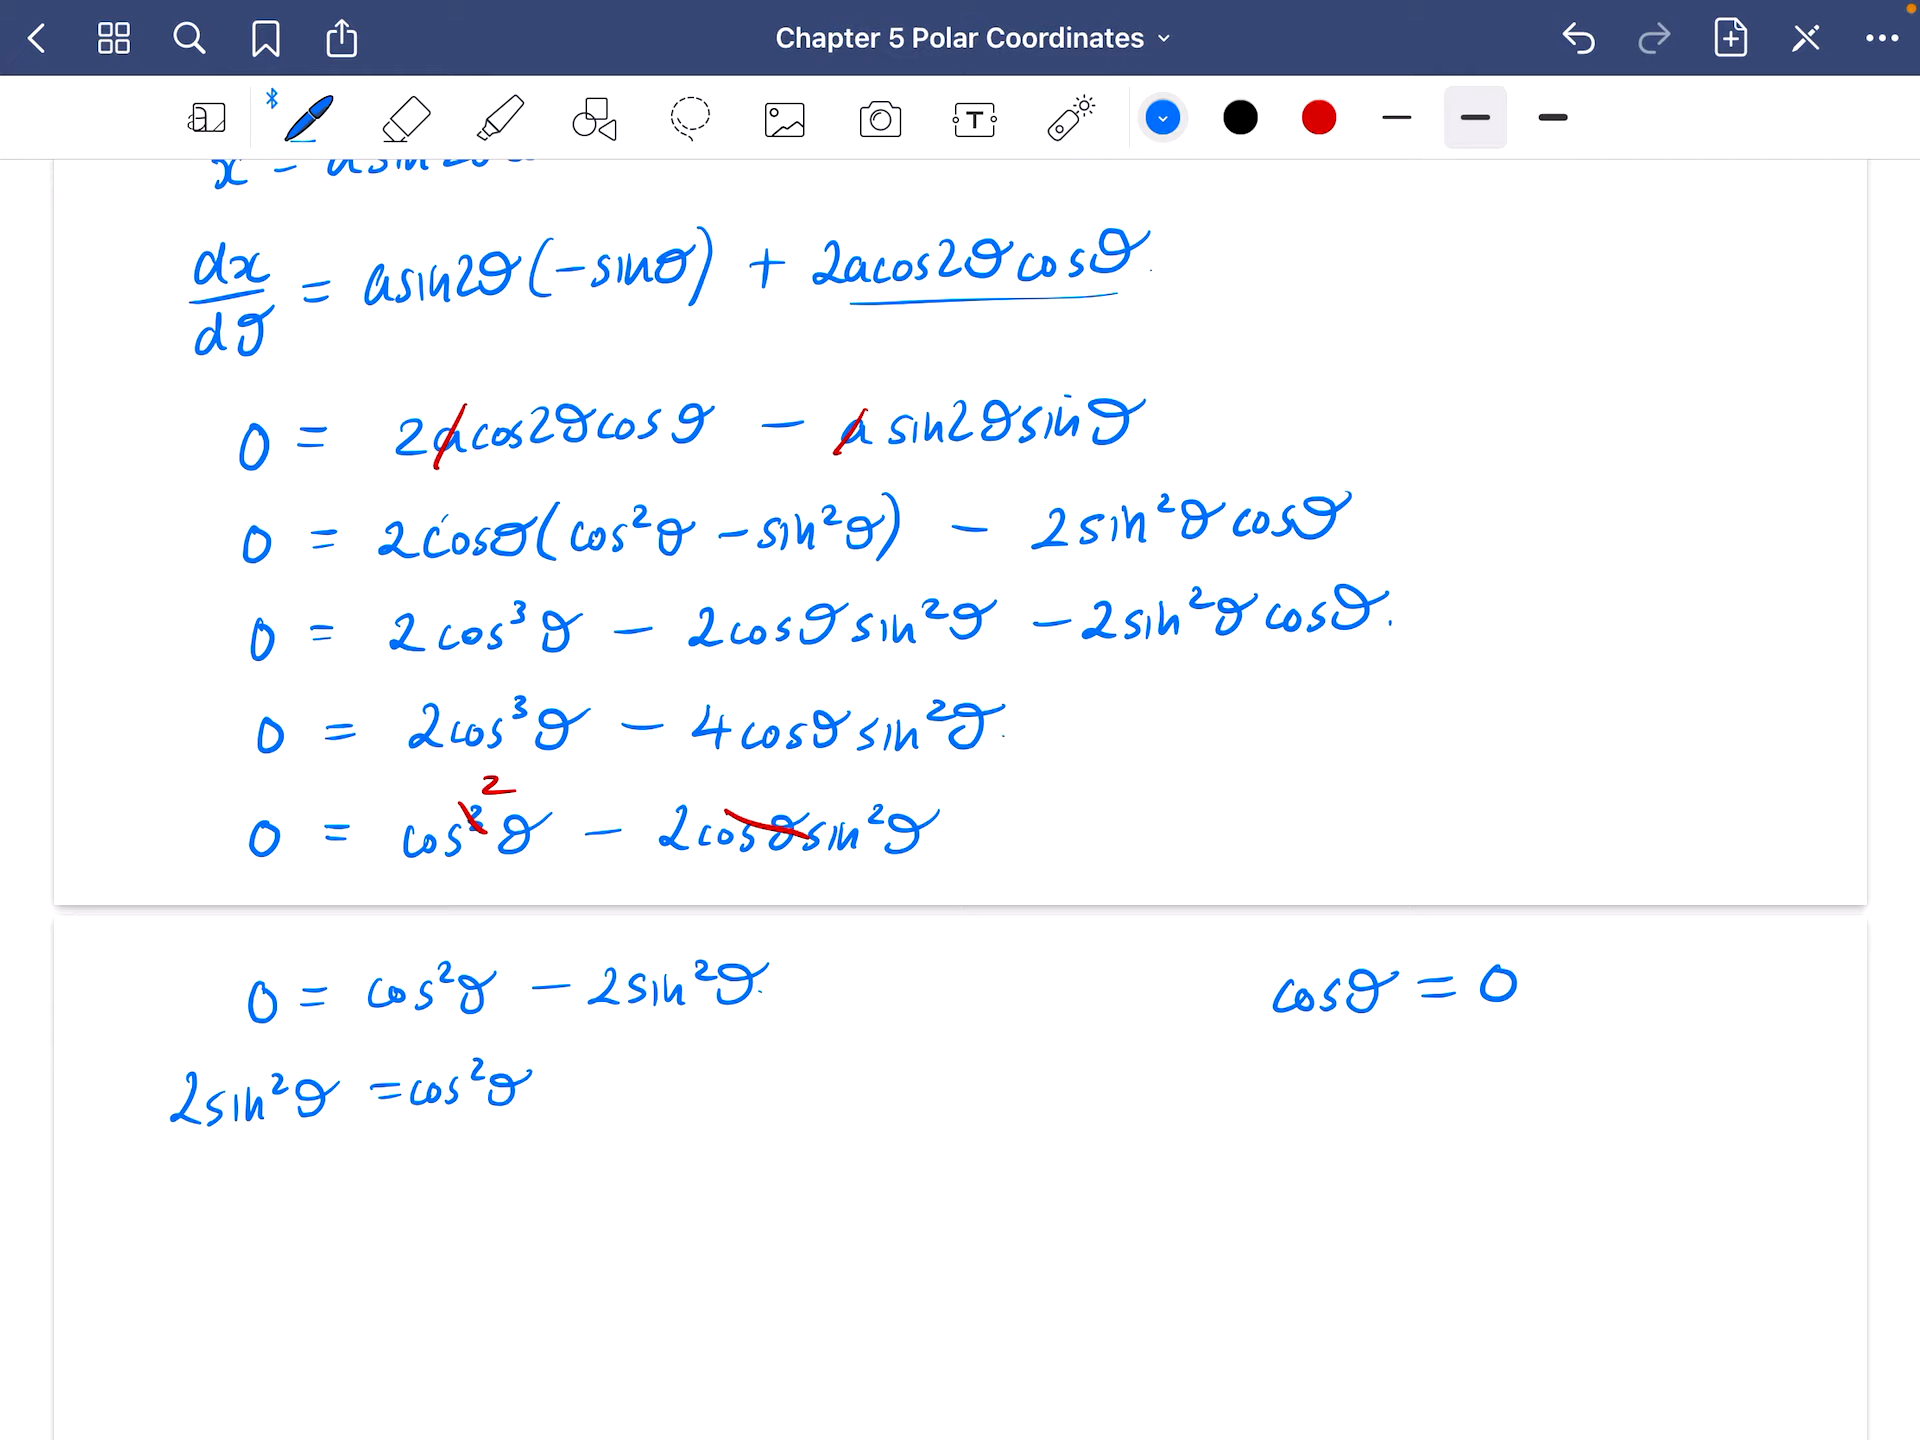 Chapter 5 Polar Coordinates
x = asin2θ
dx/dθ = asin2θ(-sinθ) + 2acos2θcosθ
0 = 2acos2θcosθ - asin2θsinθ
0 = 2cosθ(cos²θ - sin²θ) - 2sin²θcosθ
0 = 2cos³θ - 2cosθsin²θ - 2sin²θcosθ.
0 = 2cos³θ - 4cosθsin²θ
2
0 = cos³θ - 2cosθsin²θ
0 = cos²θ - 2sin²θ. cosθ = 0
2sin²θ = cos²θ